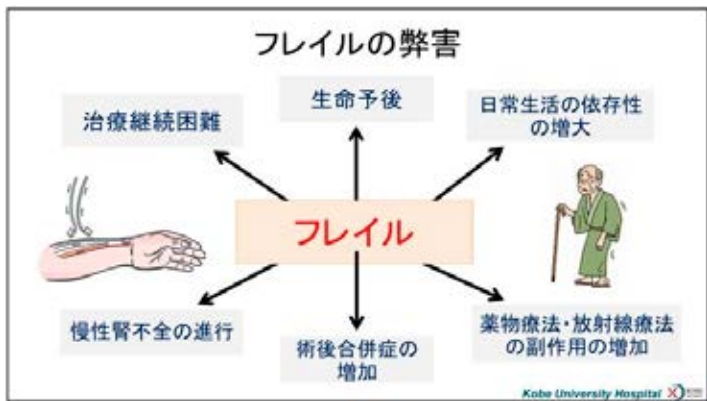 フレイルの弊害
生命予後
治療継続困難
日常生活の依存性
の増大
フレイル
慢性腎不全の進行
術後合併症の
増加
薬物療法・放射線療法
の副作用の増加
Kobe University Hospital